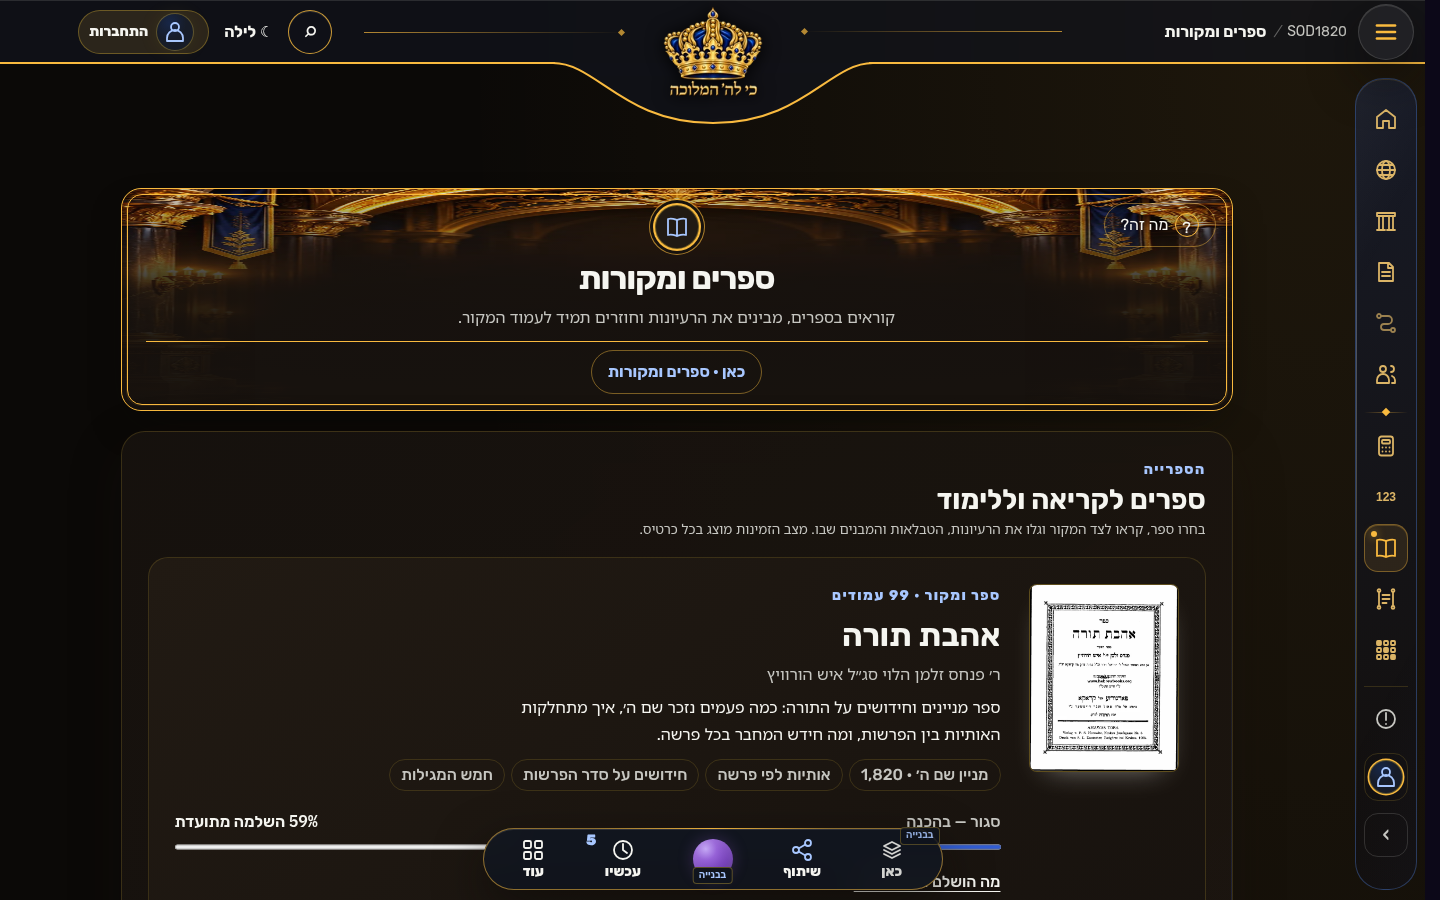 SOD1820 / ספרים ומקורות
כי לה' המלוכה
☾ לילה
התחברות
? מה זה?
ספרים ומקורות
קוראים בספרים, מבינים את הרעיונות וחוזרים תמיד לעמוד המקור.
כאן • ספרים ומקורות
123
הספרייה
ספרים לקריאה וללימוד
בחרו ספר, קראו לצד המקור וגלו את הרעיונות, הטבלאות והמבנים שבו. מצב הזמינות מוצג בכל כרטיס.
ספר
אהבת תורה
ספר ומקור • 99 עמודים
אהבת תורה
ר׳ פנחס זלמן הלוי סג״ל איש הורוויץ
ספר מניינים וחידושים על התורה: כמה פעמים נזכר שם ה׳, איך מתחלקות
האותיות בין הפרשות, ומה חידש המחבר בכל פרשה.
מניין שם ה׳ • 1,820
אותיות לפי פרשה
חידושים על סדר הפרשות
חמש המגילות
סגור – בהכנה
59% השלמה מתועדת
מה הושלם
בבנייה
כאן
שיתוף
בבנייה
עכשיו
5
עוד